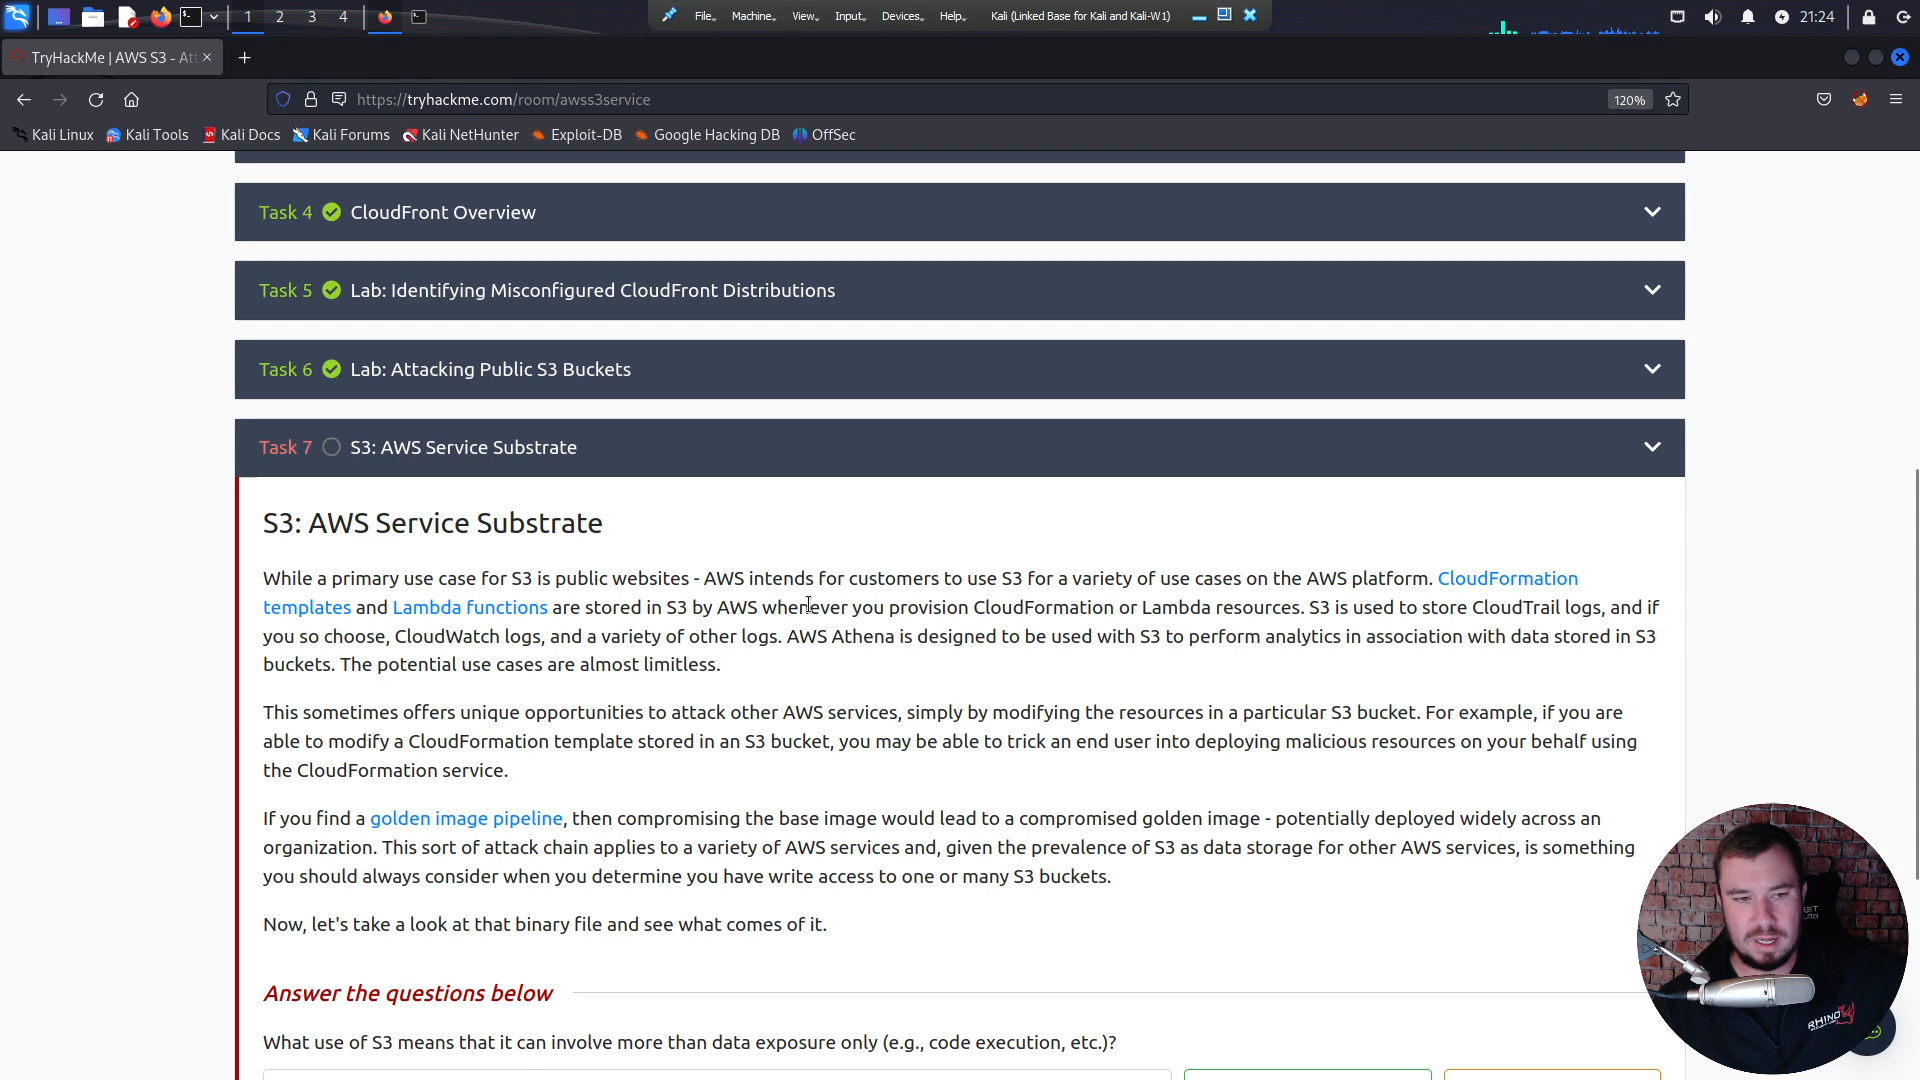 1 2 3 4
File Machine View Input Devices Help Kali (Linked Base for Kali and Kali-W1)
21:24
TryHackMe | AWS S3 - Att
https://tryhackme.com/room/awss3service
120%
Kali Linux Kali Tools Kali Docs Kali Forums Kali NetHunter Exploit-DB Google Hacking DB OffSec
Task 4 CloudFront Overview
Task 5 Lab: Identifying Misconfigured CloudFront Distributions
Task 6 Lab: Attacking Public S3 Buckets
Task 7 S3: AWS Service Substrate
S3: AWS Service Substrate
While a primary use case for S3 is public websites - AWS intends for customers to use S3 for a variety of use cases on the AWS platform. CloudFormation
templates and Lambda functions are stored in S3 by AWS whenever you provision CloudFormation or Lambda resources. S3 is used to store CloudTrail logs, and if
you so choose, CloudWatch logs, and a variety of other logs. AWS Athena is designed to be used with S3 to perform analytics in association with data stored in S3
buckets. The potential use cases are almost limitless.
This sometimes offers unique opportunities to attack other AWS services, simply by modifying the resources in a particular S3 bucket. For example, if you are
able to modify a CloudFormation template stored in an S3 bucket, you may be able to trick an end user into deploying malicious resources on your behalf using
the CloudFormation service.
If you find a golden image pipeline, then compromising the base image would lead to a compromised golden image - potentially deployed widely across an
organization. This sort of attack chain applies to a variety of AWS services and, given the prevalence of S3 as data storage for other AWS services, is something
you should always consider when you determine you have write access to one or many S3 buckets.
Now, let's take a look at that binary file and see what comes of it.
Answer the questions below
What use of S3 means that it can involve more than data exposure only (e.g., code execution, etc.)?
RHINO